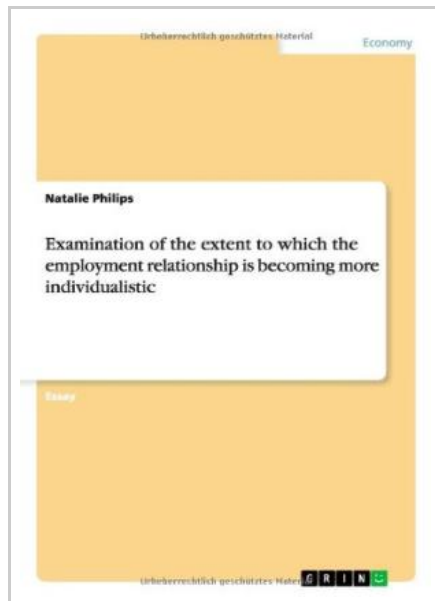 Urheberrechtlich geschütztes Material
Economy
Natalie Philips
Examination of the extent to which the
employment relationship is becoming more
individualistic
Essay
Urheberrechtlich geschütztes Mater
GRIN